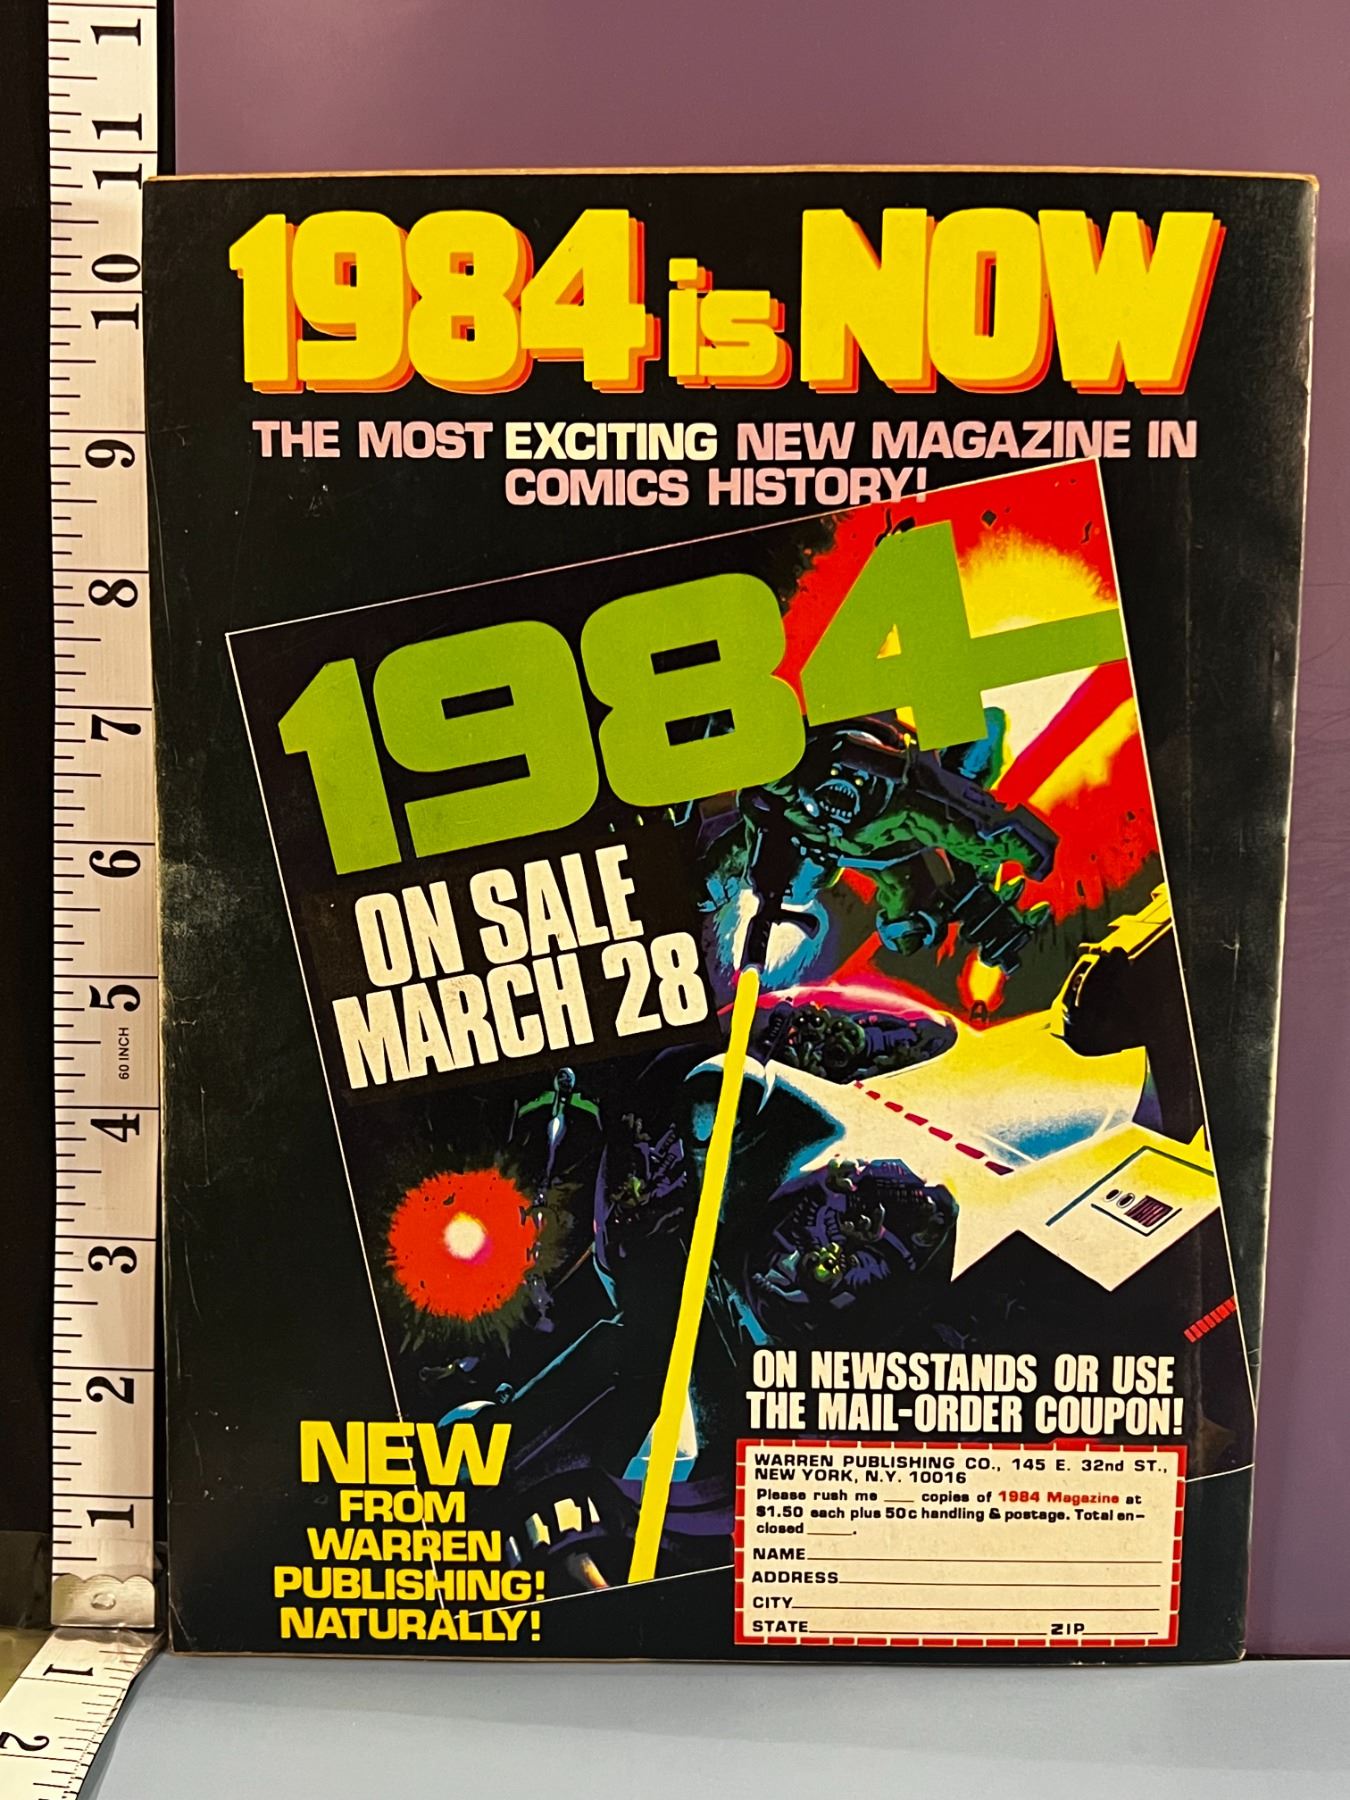 1984 is NOW
THE MOST EXCITING NEW MAGAZINE IN
COMICS HISTORY!
1984
ON SALE
MARCH 28
ON NEWSSTANDS OR USE
THE MAIL-ORDER COUPON!
NEW
FROM
WARREN
PUBLISHING!
NATURALLY!
WARREN PUBLISHING CO., 145 E. 32nd ST.,
NEW YORK, N.Y. 10016
Please rush me ___ copies of 1984 Magazine at
$1.50 each plus 50c handling & postage. Total en-
closed ____.
NAME
ADDRESS
CITY
STATE ZIP
1
11
10
9
8
7
6
5
60 INCH
4
3
2
1
1
2